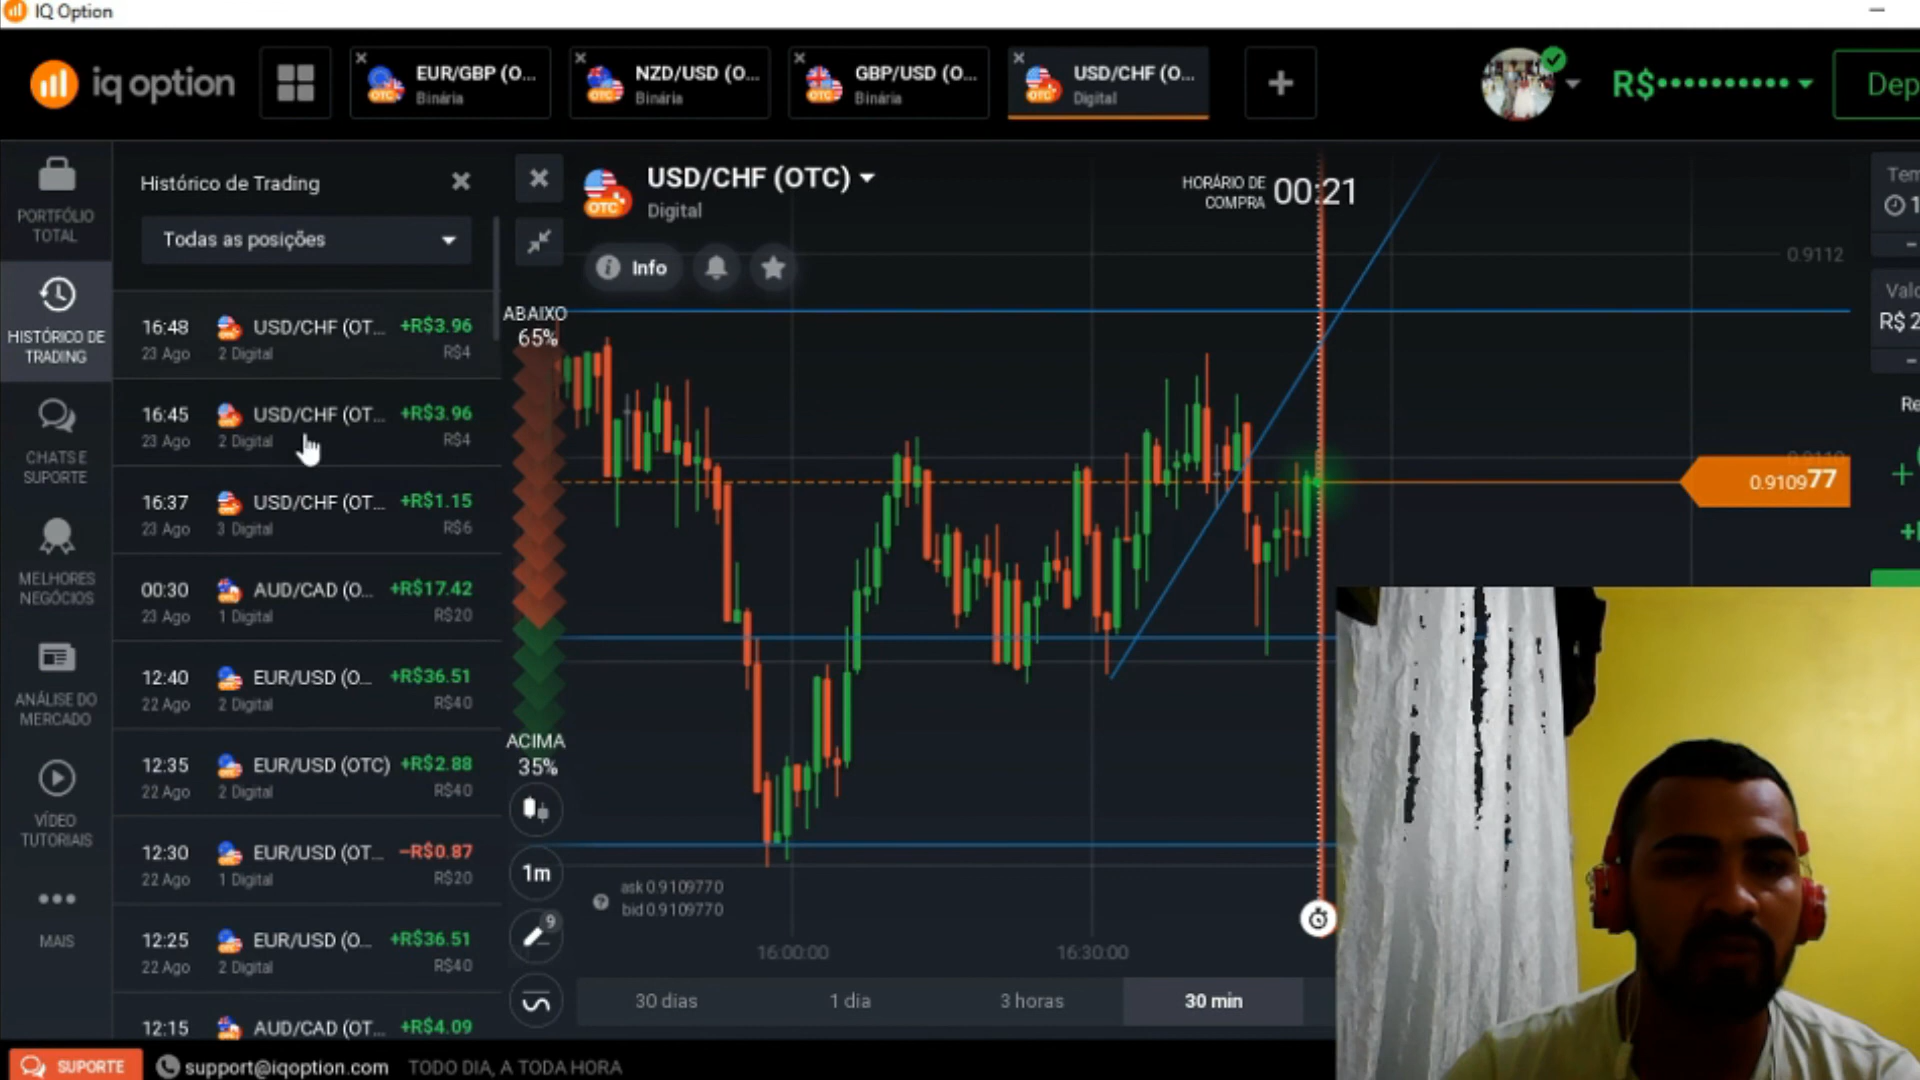 IQ Option
iq option
EUR/GBP (O...
Binária
NZD/USD (O...
Binária
GBP/USD (O...
Binária
USD/CHF (O...
Digital
R$••••••••••
Dep
PORTFÓLIO
TOTAL
HISTÓRICO DE
TRADING
CHATS E
SUPORTE
MELHORES
NEGÓCIOS
ANÁLISE DO
MERCADO
VÍDEO
TUTORIAIS
MAIS
Histórico de Trading
Todas as posições
16:48 USD/CHF (OT... +R$3.96
23 Ago 2 Digital R$4
16:45 USD/CHF (OT... +R$3.96
23 Ago 2 Digital R$4
16:37 USD/CHF (OT... +R$1.15
23 Ago 3 Digital R$6
00:30 AUD/CAD (O... +R$17.42
23 Ago 1 Digital R$20
12:40 EUR/USD (O... +R$36.51
22 Ago 2 Digital R$40
12:35 EUR/USD (OTC) +R$2.88
22 Ago 2 Digital R$40
12:30 EUR/USD (OT... −R$0.87
22 Ago 1 Digital R$20
12:25 EUR/USD (O... +R$36.51
22 Ago 2 Digital R$40
12:15 AUD/CAD (OT... +R$4.09
OTC
USD/CHF (OTC)
Digital
Info
HORÁRIO DE
COMPRA
00:21
ABAIXO
65%
ACIMA
35%
1m
9
0.9112
0.910977
ask 0.9109770
bid 0.9109770
16:00:00
16:30:00
30 dias
1 dia
3 horas
30 min
Tem
1
Valo
R$ 2
Re
SUPORTE
support@iqoption.com
TODO DIA, A TODA HORA